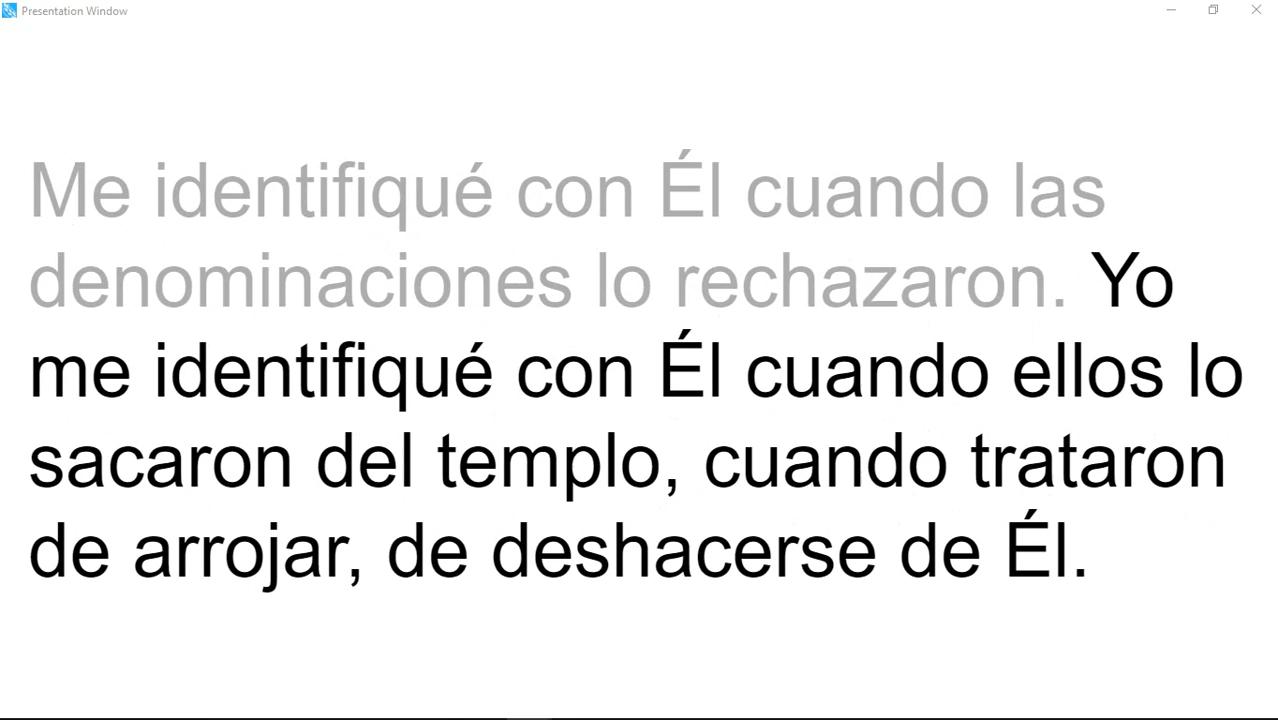 Presentation Window
Me identifiqué con Él cuando las
denominaciones lo rechazaron. Yo
me identifiqué con Él cuando ellos lo
sacaron del templo, cuando trataron
de arrojar, de deshacerse de Él.